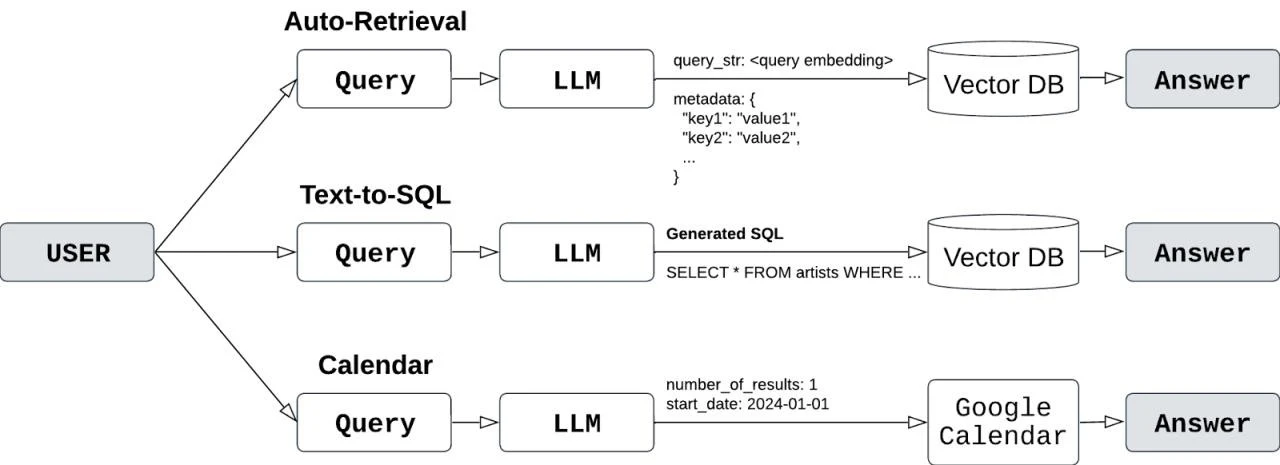 Auto-Retrieval
Query
LLM
query_str: <query embedding>
metadata: {
"key1": "value1",
"key2": "value2",
...
}
Vector DB
Answer
USER
Text-to-SQL
Query
LLM
Generated SQL
SELECT * FROM artists WHERE ...
Vector DB
Answer
Calendar
Query
LLM
number_of_results: 1
start_date: 2024-01-01
Google
Calendar
Answer